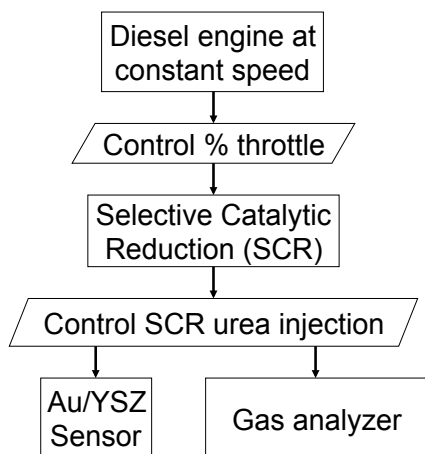 Diesel engine at
constant speed
Control % throttle
Selective Catalytic
Reduction (SCR)
Control SCR urea injection
Au/YSZ
Sensor
Gas analyzer